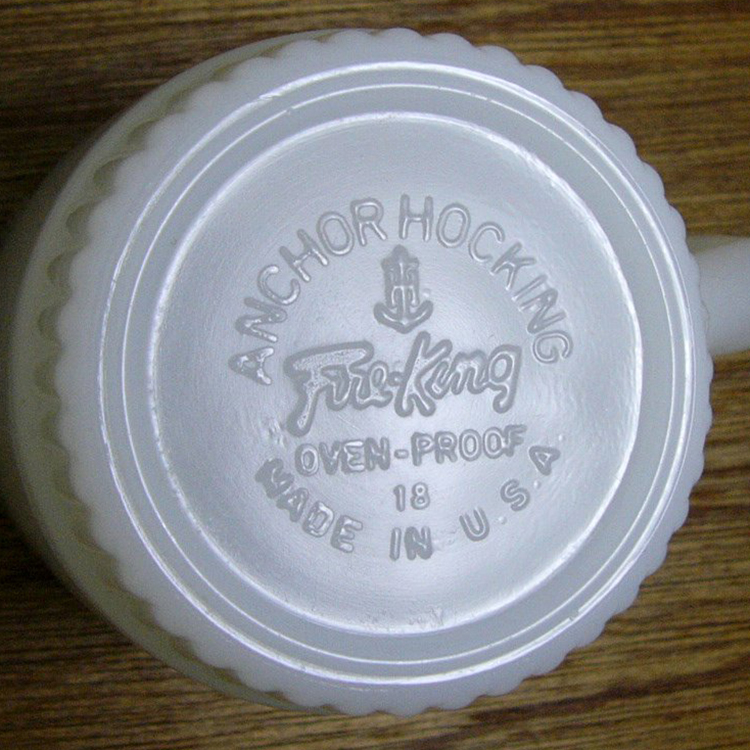 ANCHOR HOCKING
Fire-King
OVEN-PROOF
18
MADE IN U.S.A